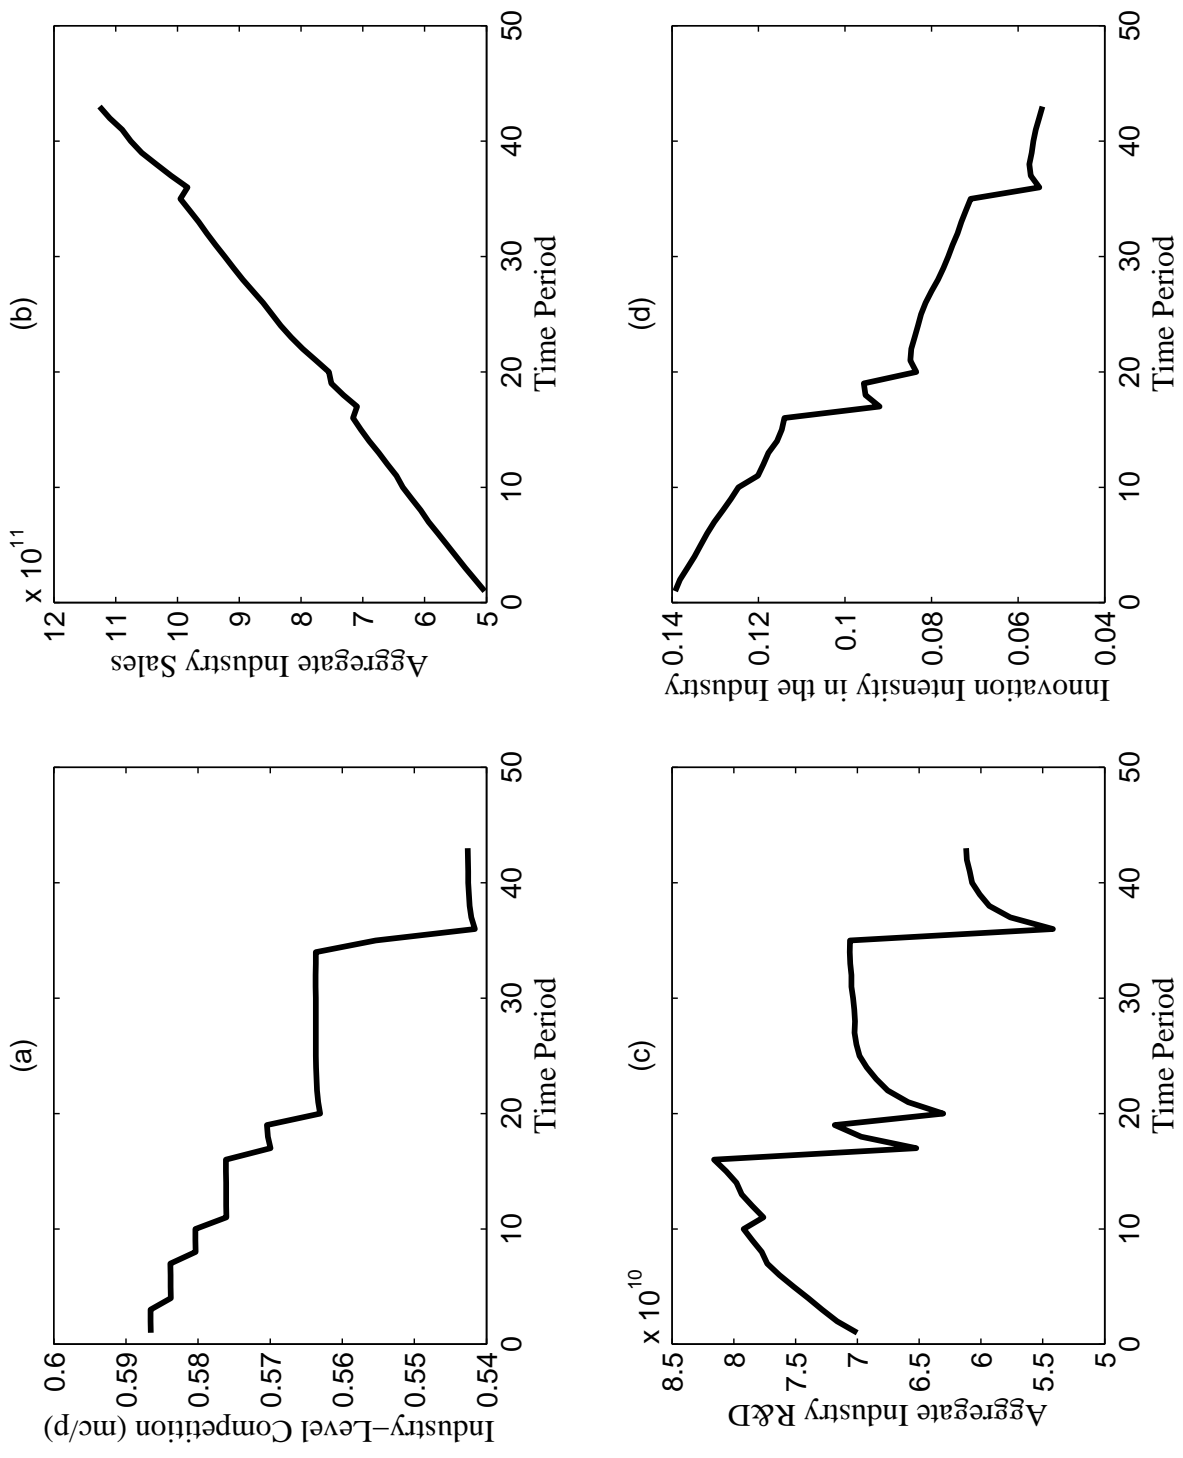 (a)
Industry−Level Competition (mc/p)
0.6
0.59
0.58
0.57
0.56
0.55
0.54
0 10 20 30 40 50
Time Period
(b)
x 10^11
Aggregate Industry Sales
12
11
10
9
8
7
6
5
0 10 20 30 40 50
Time Period
(c)
x 10^10
Aggregate Industry R&D
8.5
8
7.5
7
6.5
6
5.5
5
0 10 20 30 40 50
Time Period
(d)
Innovation Intensity in the Industry
0.14
0.12
0.1
0.08
0.06
0.04
0 10 20 30 40 50
Time Period